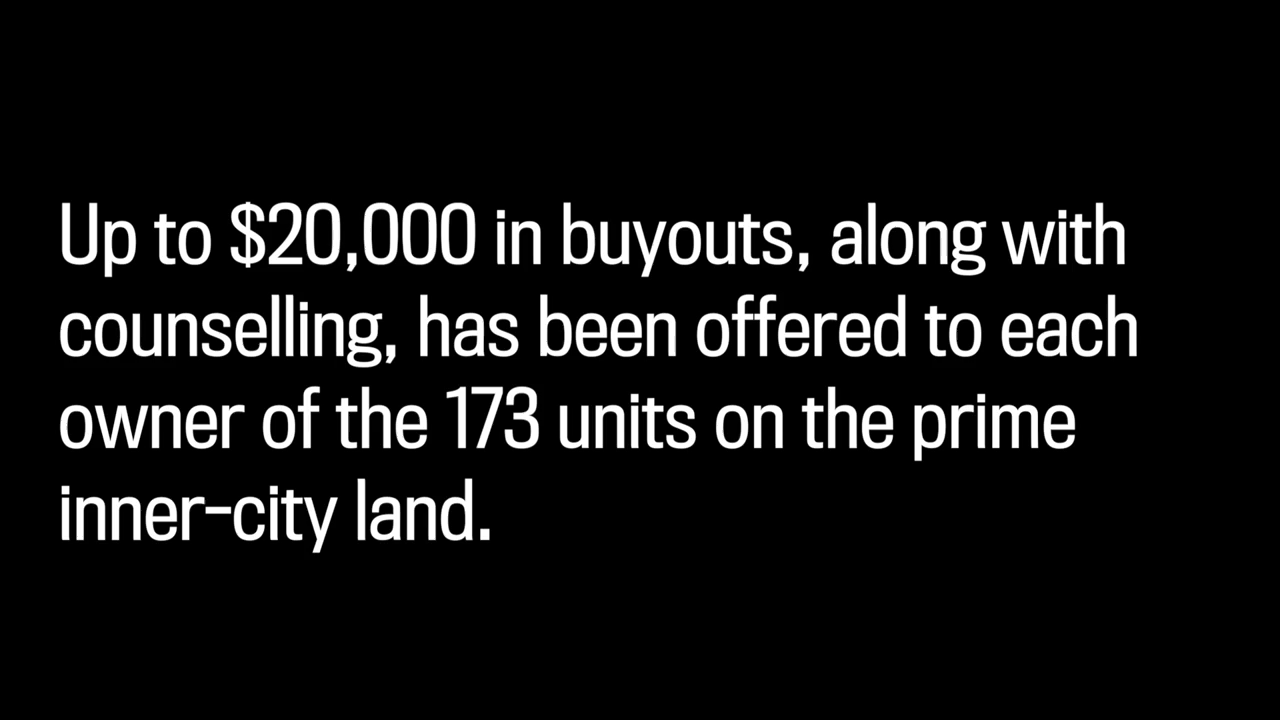 Up to $20,000 in buyouts, along with
counselling, has been offered to each
owner of the 173 units on the prime
inner-city land.